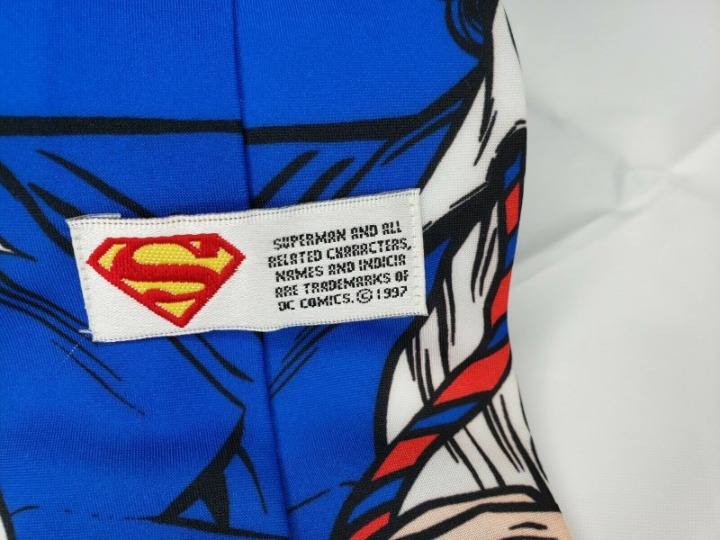 S
SUPERMAN AND ALL
RELATED CHARACTERS,
NAMES AND INDICIA
ARE TRADEMARKS OF
DC COMICS. © 1997